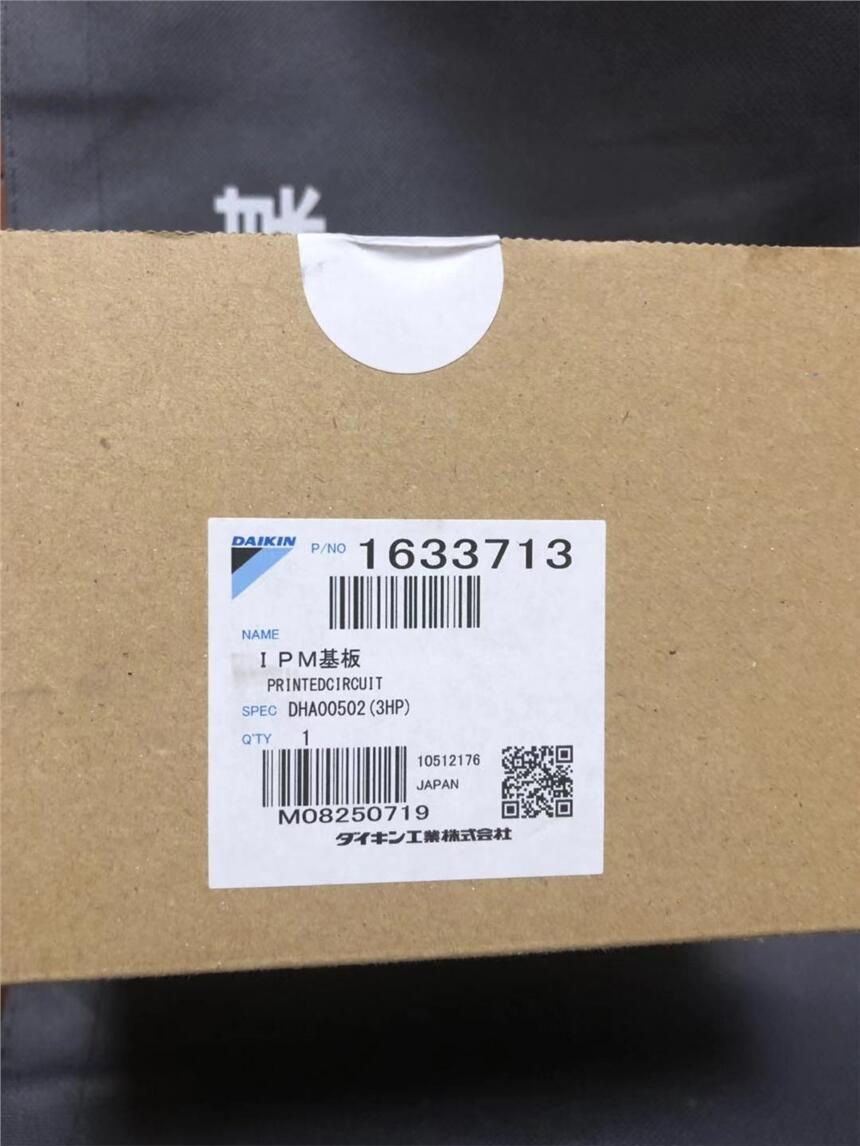 DAIKIN P/NO 1633713
NAME
IPM基板
PRINTEDCIRCUIT
SPEC DHA00502(3HP)
Q'TY 1
10512176
JAPAN
M08250719
ダイキン工業株式会社